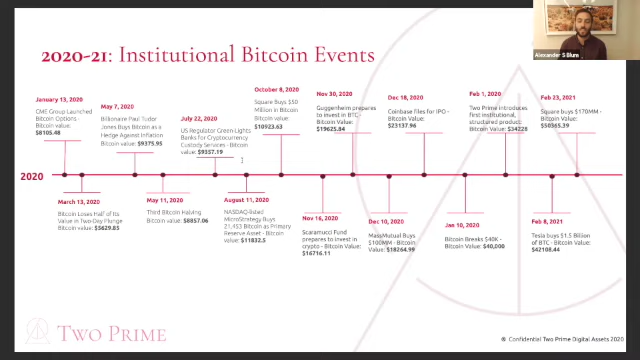 2020-21: Institutional Bitcoin Events
Alexander S Blum
January 13, 2020
CME Group Launched
Bitcoin Options -
Bitcoin value:
$8105.48
May 7, 2020
Billionaire Paul Tudor
Jones Buys Bitcoin as a
Hedge Against Inflation
Bitcoin value: $9375.95
July 22, 2020
US Regulator Green Lights
Banks for Cryptocurrency
Custody Services - Bitcoin
value: $9357.19
October 8, 2020
Square Buys $50
Million in Bitcoin
Bitcoin value:
$10923.63
Nov 30, 2020
Guggenheim prepares
to invest in BTC -
Bitcoin Value:
$19625.84
Dec 18, 2020
Coinbase files for IPO -
Bitcoin Value:
$23137.96
Feb 1, 2020
Two Prime introduces
first institutional,
structured product:
Bitcoin Value: $34228
Feb 23, 2021
Square buys $170MM -
Bitcoin Value:
$50365.39
2020
March 13, 2020
Bitcoin Loses Half of Its
Value in Two-Day Plunge
Bitcoin value: $5629.85
May 11, 2020
Third Bitcoin Halving
Bitcoin Value: $8857.06
August 11, 2020
NASDAQ-listed
MicroStrategy Buys
21,453 Bitcoin as Primary
Reserve Asset - Bitcoin
value: $11832.5
Nov 16, 2020
Scaramucci Fund
prepares to invest in
crypto - Bitcoin Value:
$16716.11
Dec 10, 2020
MassMutual Buys
$100MM - Bitcoin
Value: $18264.99
Jan 10, 2020
Bitcoin Breaks $40K -
Bitcoin Value: $40,000
Feb 8, 2021
Tesla buys $1.5 Billion
of BTC - Bitcoin Value:
$42108.44
Two Prime
® Confidential Two Prime Digital Assets 2020